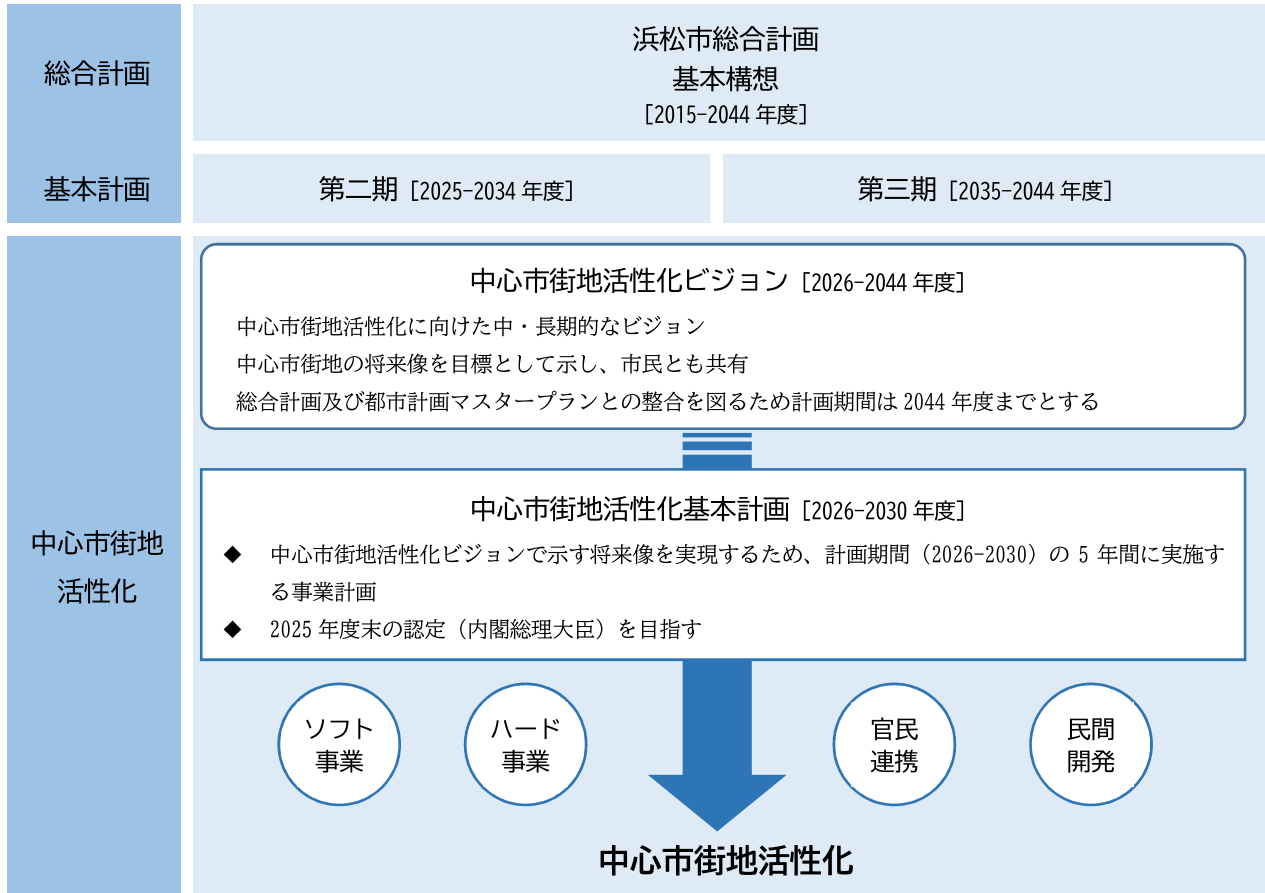 総合計画
浜松市総合計画
基本構想
[2015-2044 年度]
基本計画
第二期 [2025-2034 年度]
第三期 [2035-2044 年度]
中心市街地
活性化
中心市街地活性化ビジョン [2026-2044 年度]
中心市街地活性化に向けた中・長期的なビジョン
中心市街地の将来像を目標として示し、市民とも共有
総合計画及び都市計画マスタープランとの整合を図るため計画期間は 2044 年度までとする
中心市街地活性化基本計画 [2026-2030 年度]
◆ 中心市街地活性化ビジョンで示す将来像を実現するため、計画期間（2026-2030）の 5 年間に実施す
る事業計画
◆ 2025 年度末の認定（内閣総理大臣）を目指す
ソフト
事業
ハード
事業
官民
連携
民間
開発
中心市街地活性化